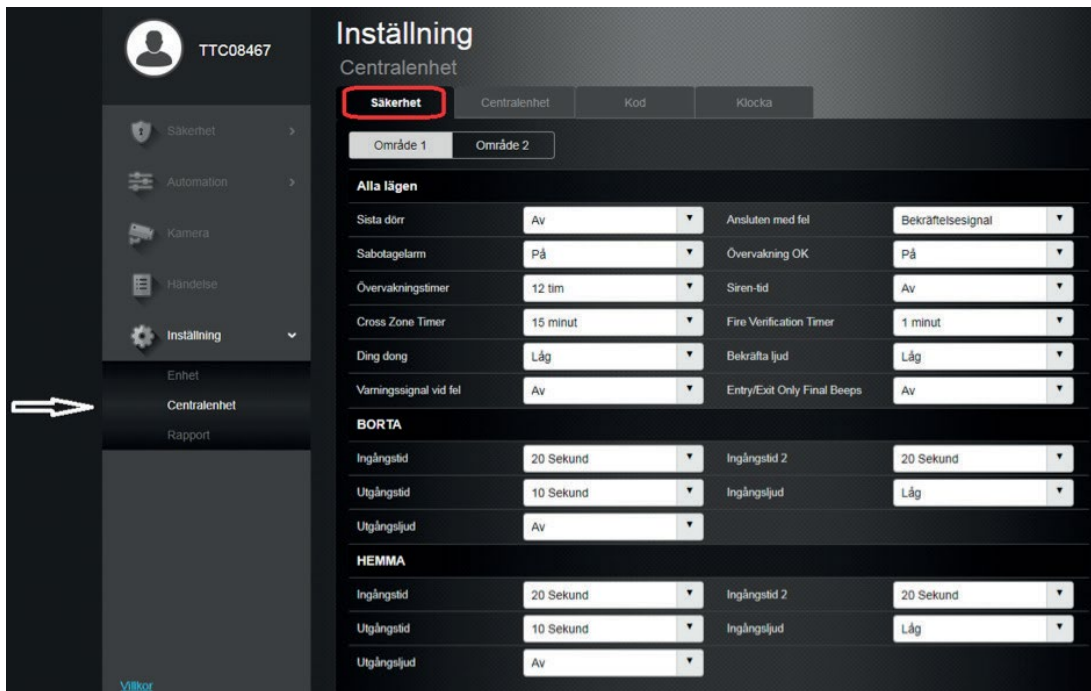 TTC08467
Säkerhet
Automation
Kamera
Händelse
Inställning
Enhet
Centralenhet
Rapport
Villkor
Inställning
Centralenhet
Säkerhet Centralenhet Kod Klocka
Område 1 Område 2
Alla lägen
Sista dörr Av Ansluten med fel Bekräftelsesignal
Sabotagelarm På Övervakning OK På
Övervakningstimer 12 tim Siren-tid Av
Cross Zone Timer 15 minut Fire Verification Timer 1 minut
Ding dong Låg Bekräfta ljud Låg
Varningssignal vid fel Av Entry/Exit Only Final Beeps Av
BORTA
Ingångstid 20 Sekund Ingångstid 2 20 Sekund
Utgångstid 10 Sekund Ingångsljud Låg
Utgångsljud Av
HEMMA
Ingångstid 20 Sekund Ingångstid 2 20 Sekund
Utgångstid 10 Sekund Ingångsljud Låg
Utgångsljud Av